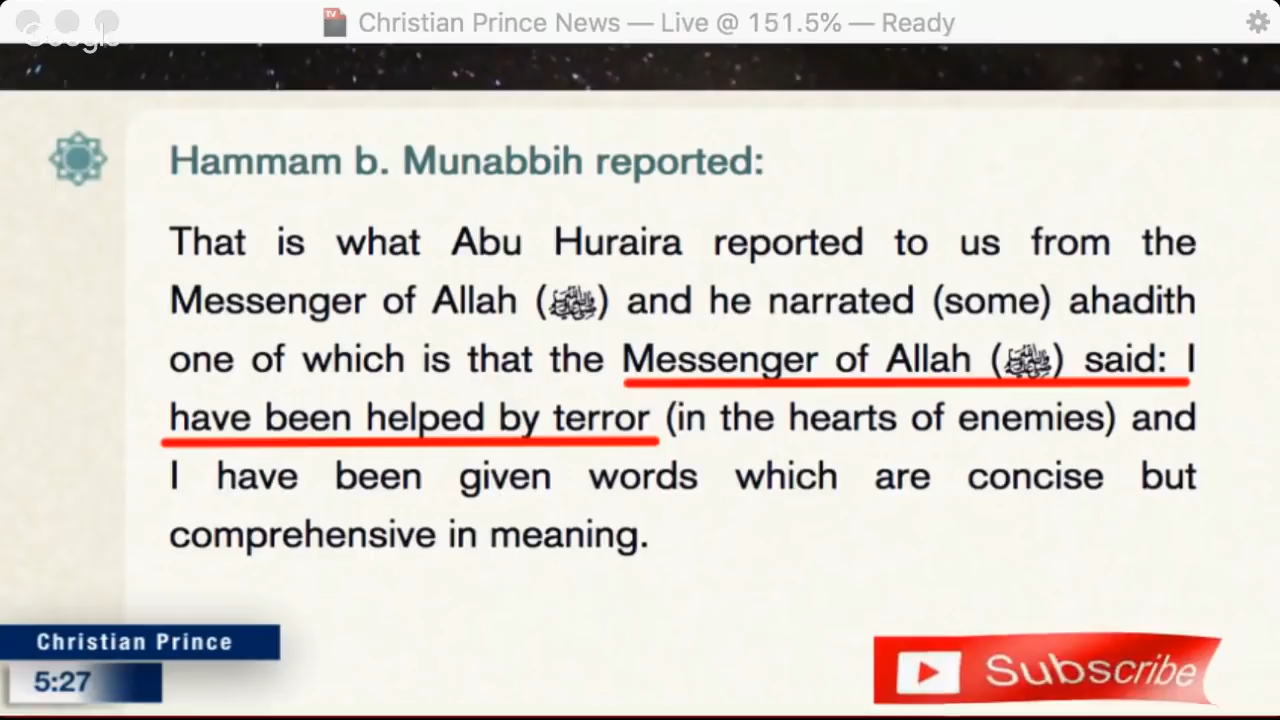 Christian Prince News — Live @ 151.5% — Ready
Google
TV
Hammam b. Munabbih reported:
That is what Abu Huraira reported to us from the
Messenger of Allah (ﷺ) and he narrated (some) ahadith
one of which is that the Messenger of Allah (ﷺ) said: I
have been helped by terror (in the hearts of enemies) and
I have been given words which are concise but
comprehensive in meaning.
Christian Prince
5:27
Subscribe